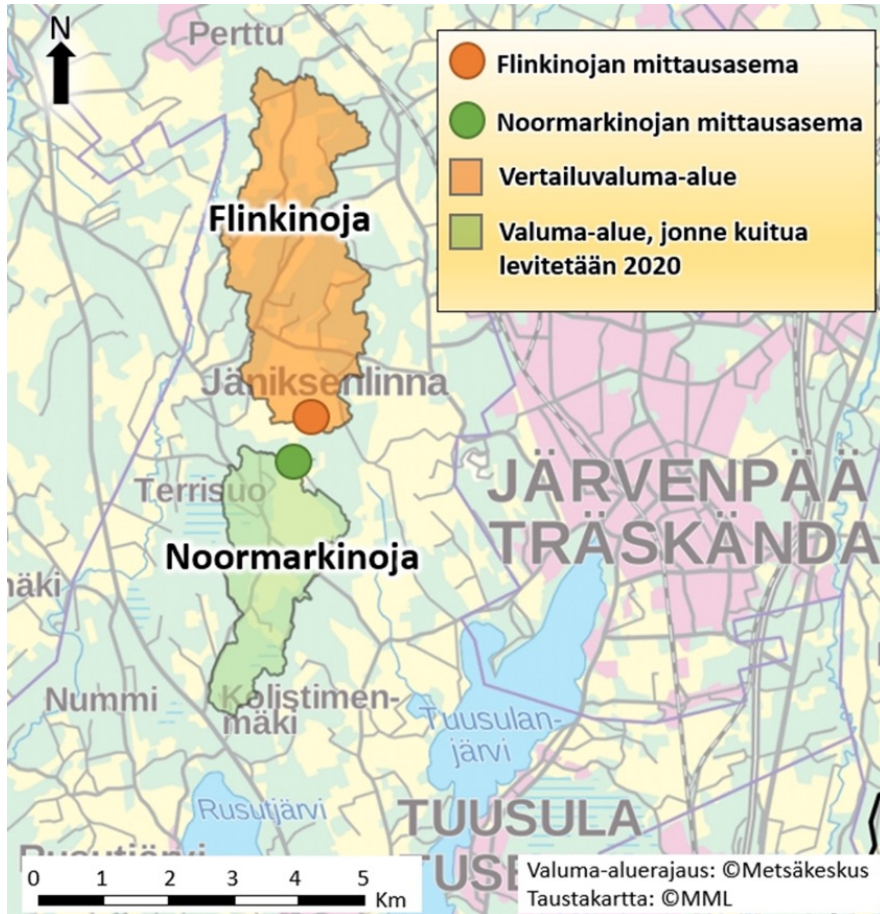 N
Perttu
Flinkinojan mittausasema
Noormarkinojan mittausasema
Vertailuvaluma-alue
Valuma-alue, jonne kuitua
levitetään 2020
Flinkinoja
Jäniksenlinna
Terrisuo
JÄRVENPÄÄ
TRÄSKÄNDA
Noormarkinoja
mäki
Nummi
Kolistimen-
mäki
Tuusulan-
järvi
Rusutjärvi
TUUSULA
TUSE
Rusutjärvi
0 1 2 3 4 5
Km
Valuma-aluerajaus: ©Metsäkeskus
Taustakartta: ©MML